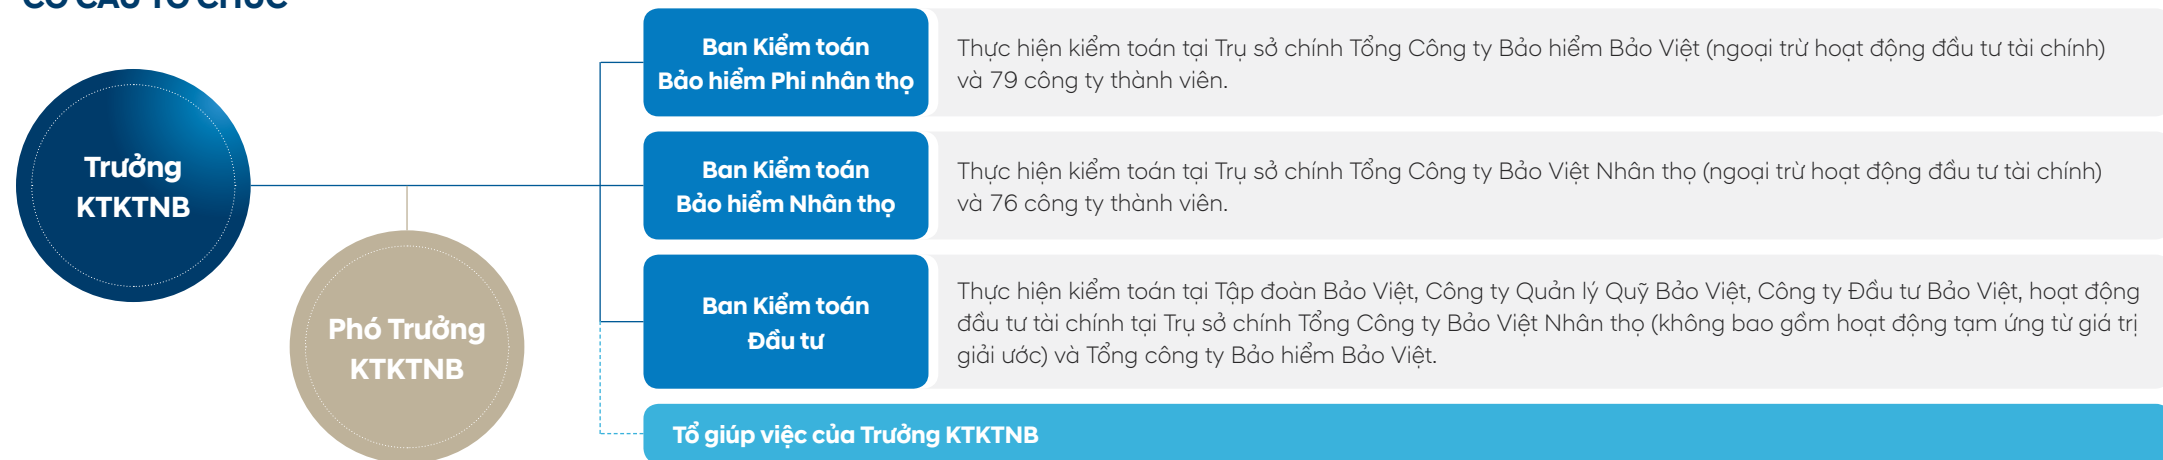 CƠ CẤU TỔ CHỨC
Trưởng
KTKTNB
Phó Trưởng
KTKTNB
Ban Kiểm toán
Bảo hiểm Phi nhân thọ
Thực hiện kiểm toán tại Trụ sở chính Tổng Công ty Bảo hiểm Bảo Việt (ngoại trừ hoạt động đầu tư tài chính)
và 79 công ty thành viên.
Ban Kiểm toán
Bảo hiểm Nhân thọ
Thực hiện kiểm toán tại Trụ sở chính Tổng Công ty Bảo Việt Nhân thọ (ngoại trừ hoạt động đầu tư tài chính)
và 76 công ty thành viên.
Ban Kiểm toán
Đầu tư
Thực hiện kiểm toán tại Tập đoàn Bảo Việt, Công ty Quản lý Quỹ Bảo Việt, Công ty Đầu tư Bảo Việt, hoạt động
đầu tư tài chính tại Trụ sở chính Tổng Công ty Bảo Việt Nhân thọ (không bao gồm hoạt động tạm ứng từ giá trị
giải ước) và Tổng công ty Bảo hiểm Bảo Việt.
Tổ giúp việc của Trưởng KTKTNB